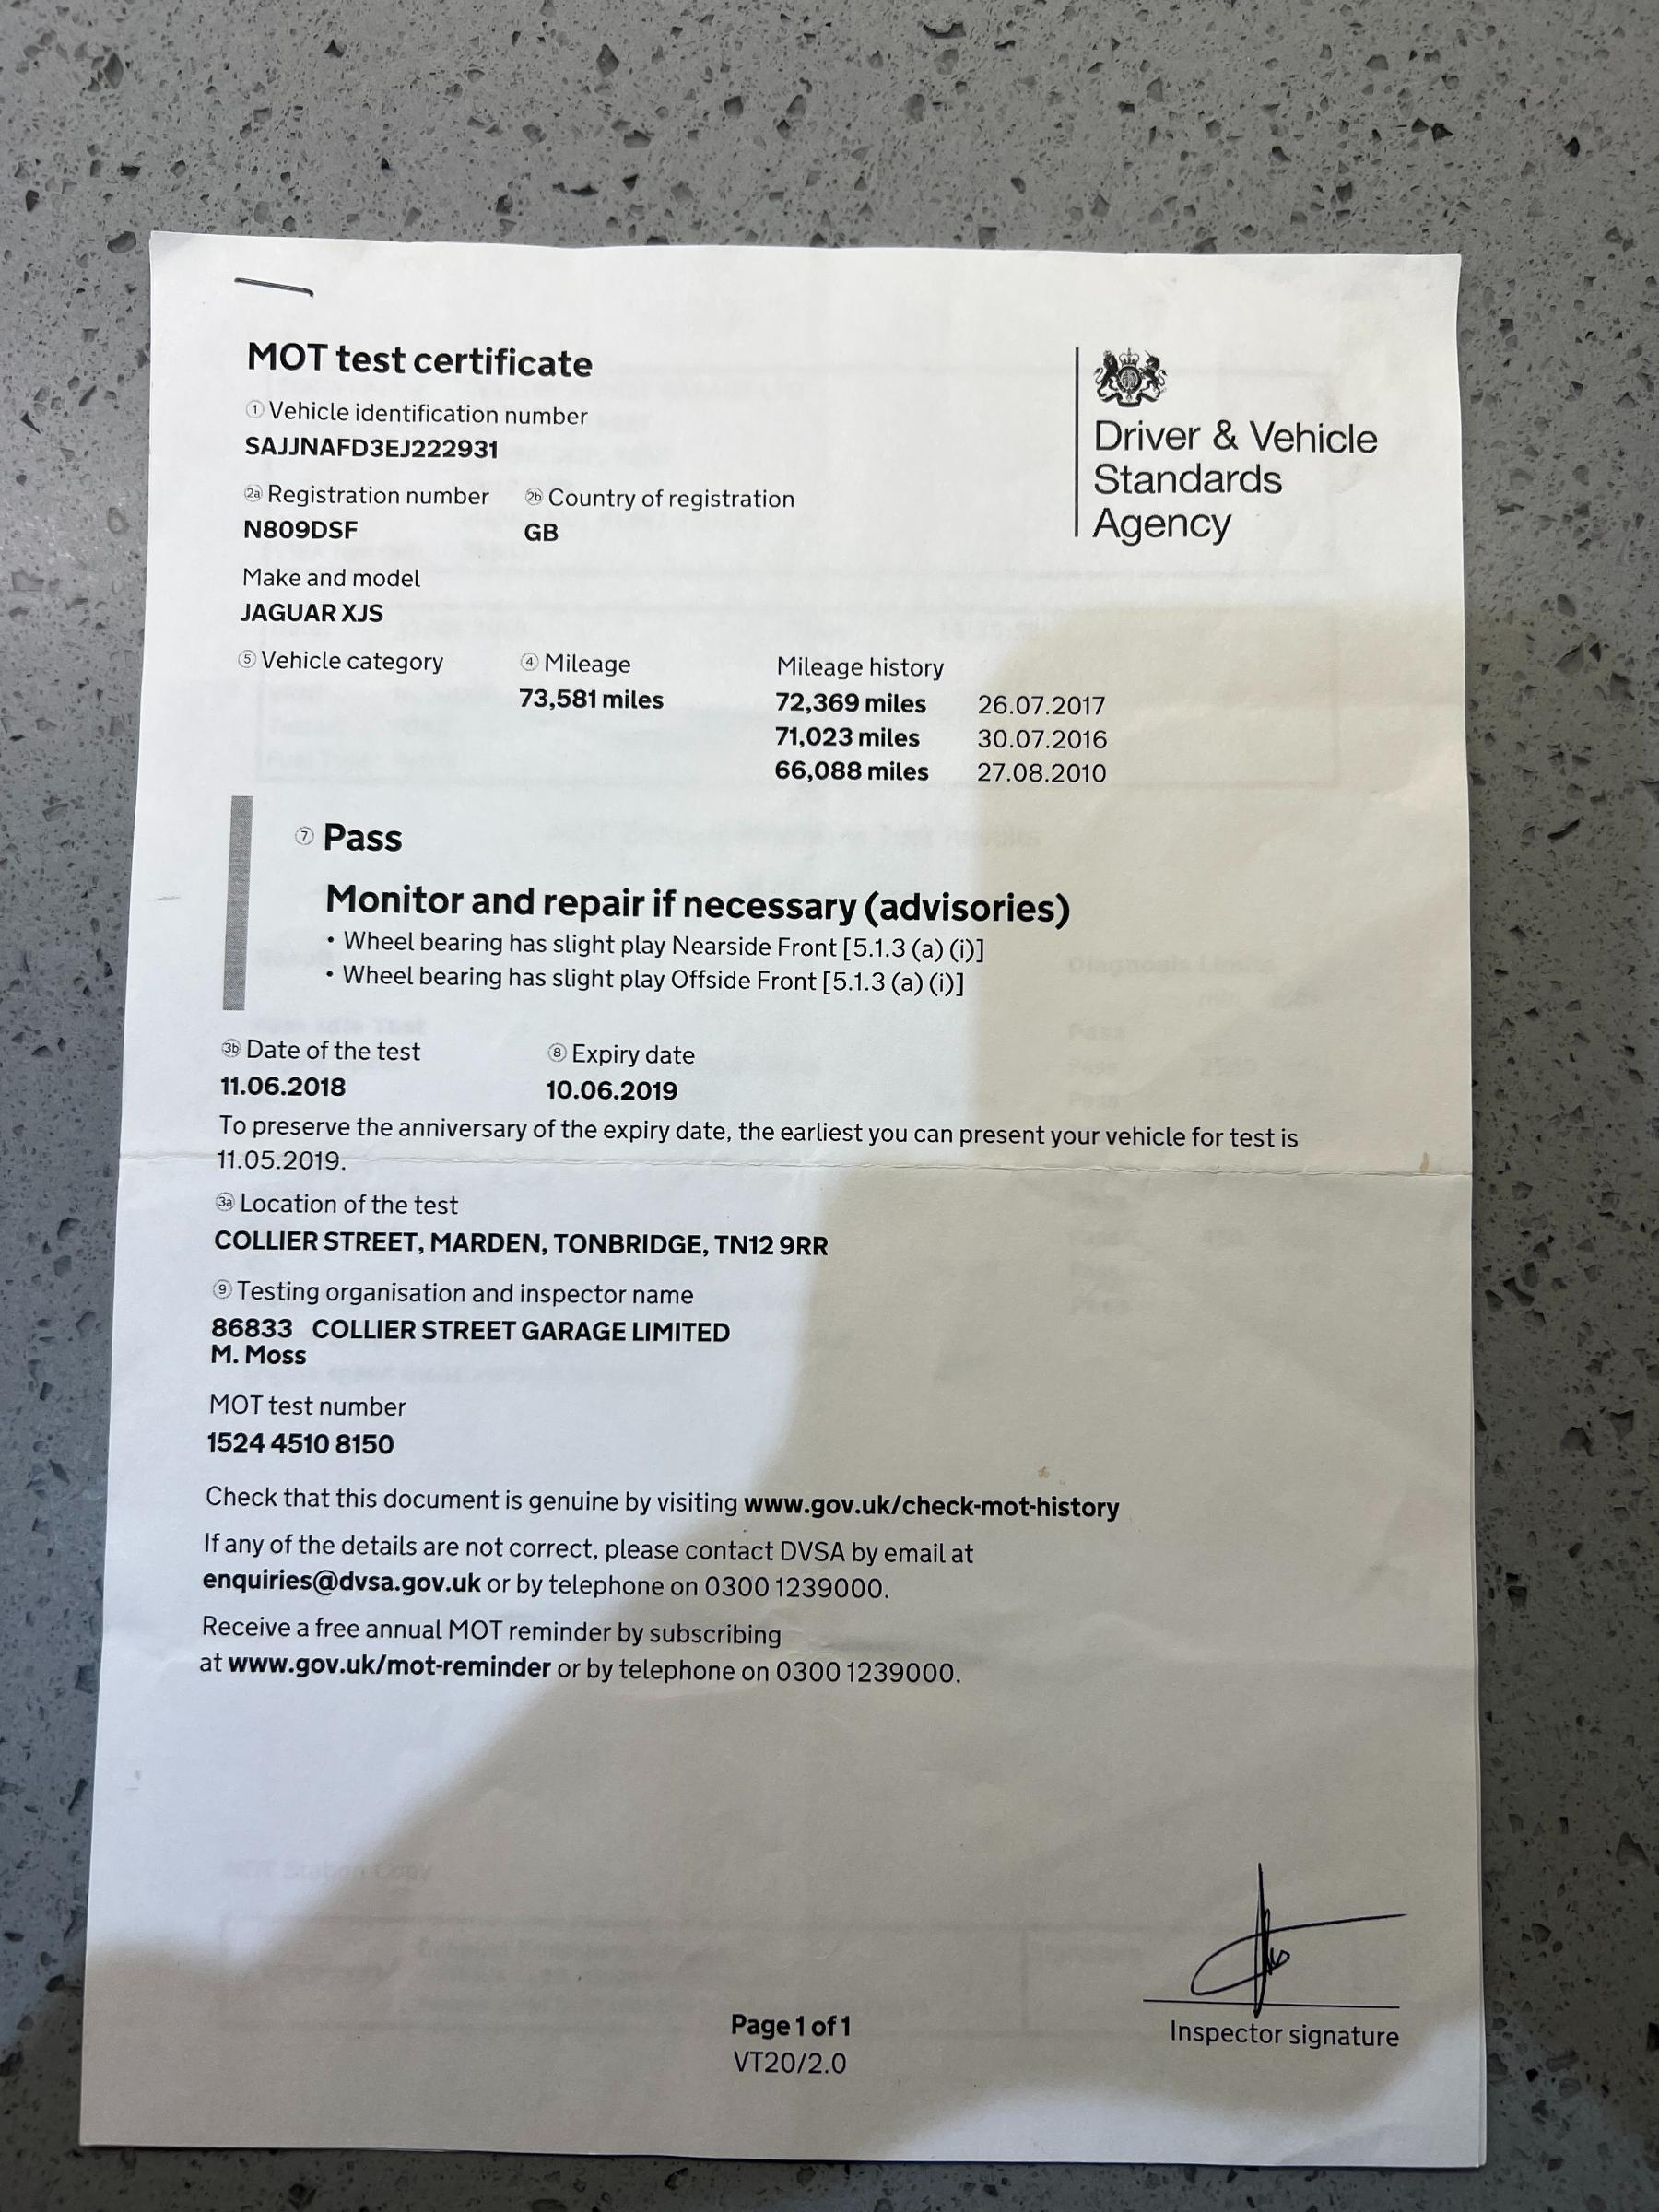 MOT test certificate
① Vehicle identification number
SAJJNAFD3EJ222931
2a Registration number 2b Country of registration
N809DSF GB
Make and model
JAGUAR XJS
⑤ Vehicle category ④ Mileage Mileage history
73,581 miles 72,369 miles 26.07.2017
71,023 miles 30.07.2016
66,088 miles 27.08.2010
Driver & Vehicle
Standards
Agency
⑦ Pass
Monitor and repair if necessary (advisories)
• Wheel bearing has slight play Nearside Front [5.1.3 (a) (i)]
• Wheel bearing has slight play Offside Front [5.1.3 (a) (i)]
3b Date of the test ⑧ Expiry date
11.06.2018 10.06.2019
To preserve the anniversary of the expiry date, the earliest you can present your vehicle for test is
11.05.2019.
3a Location of the test
COLLIER STREET, MARDEN, TONBRIDGE, TN12 9RR
⑨ Testing organisation and inspector name
86833 COLLIER STREET GARAGE LIMITED
M. Moss
MOT test number
1524 4510 8150
Check that this document is genuine by visiting www.gov.uk/check-mot-history
If any of the details are not correct, please contact DVSA by email at
enquiries@dvsa.gov.uk or by telephone on 0300 1239000.
Receive a free annual MOT reminder by subscribing
at www.gov.uk/mot-reminder or by telephone on 0300 1239000.
MOT Station Copy
Page 1 of 1
VT20/2.0
Inspector signature